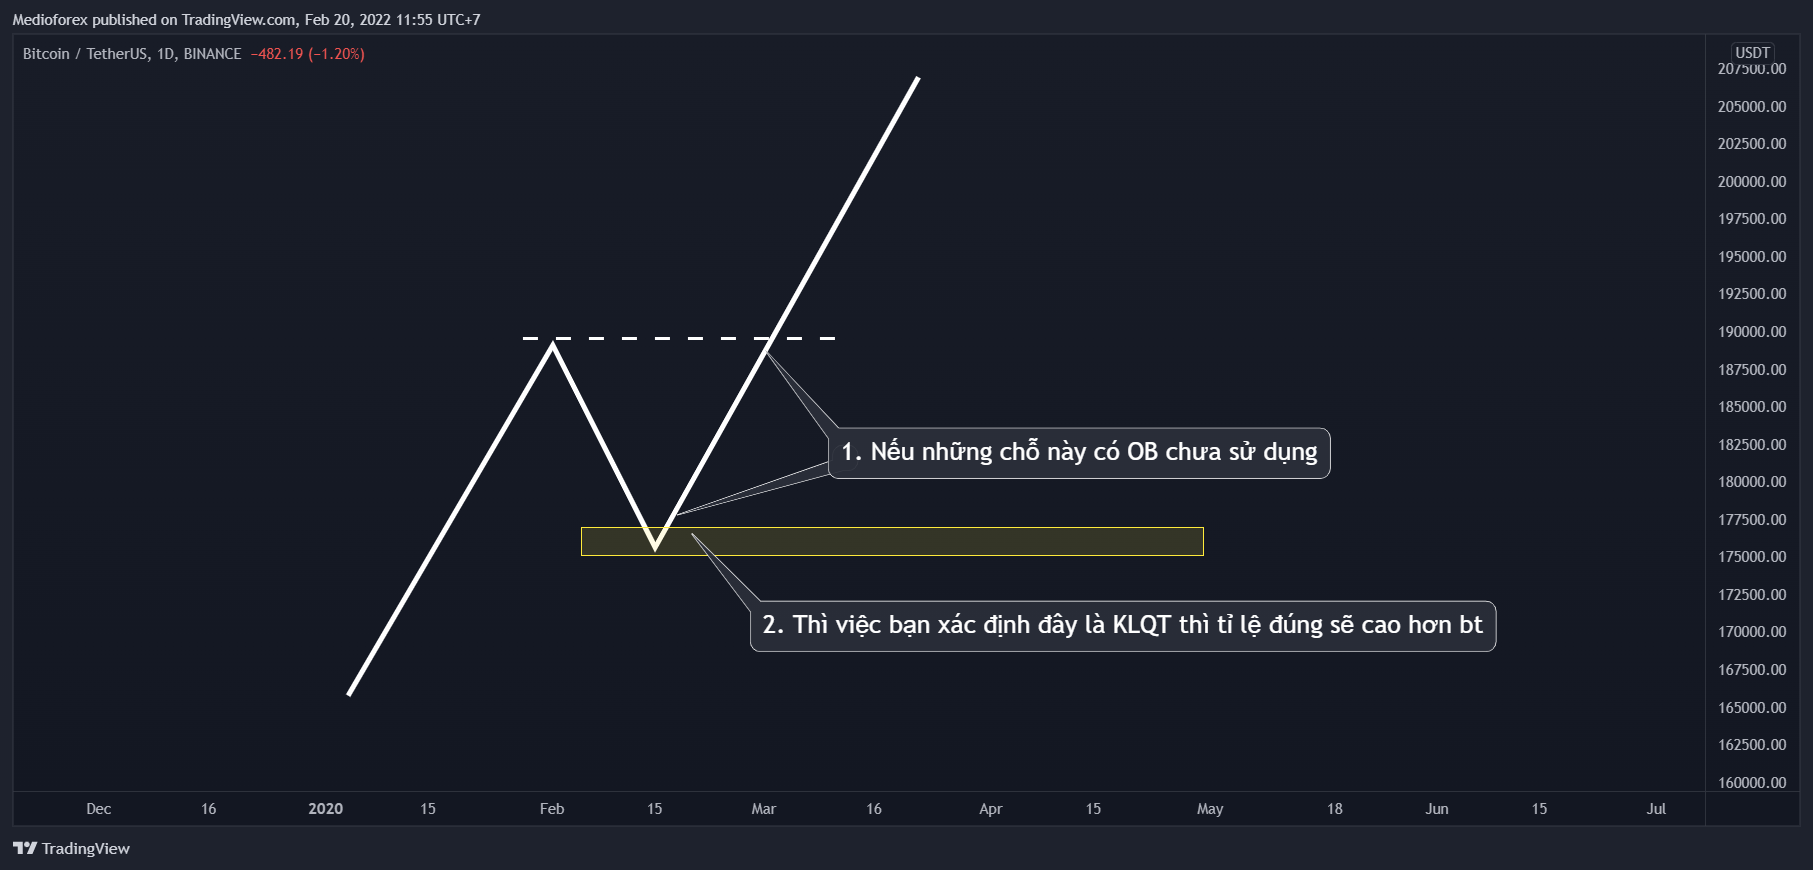 Medioforex published on TradingView.com, Feb 20, 2022 11:55 UTC+7
Bitcoin / TetherUS, 1D, BINANCE −482.19 (−1.20%)
USDT
207500.00
205000.00
202500.00
200000.00
197500.00
195000.00
192500.00
190000.00
187500.00
185000.00
182500.00
180000.00
177500.00
175000.00
172500.00
170000.00
167500.00
165000.00
162500.00
160000.00
1. Nếu những chỗ này có OB chưa sử dụng
2. Thì việc bạn xác định đây là KLQT thì tỉ lệ đúng sẽ cao hơn bt
Dec 16 2020 15 Feb 15 Mar 16 Apr 15 May 18 Jun 15 Jul
TradingView